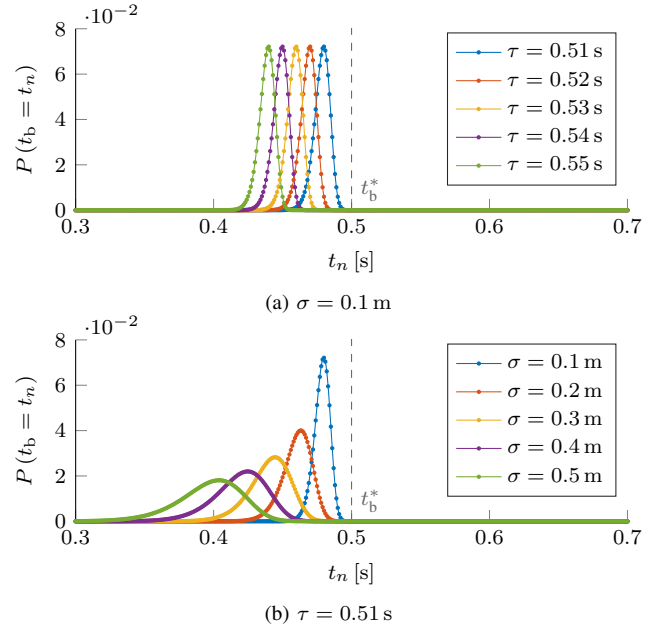 ·10⁻²
8
6
4
2
0
P (t_b = t_n)
0.3 0.4 0.5 0.6 0.7
t_n [s]
t_b^*
τ = 0.51 s
τ = 0.52 s
τ = 0.53 s
τ = 0.54 s
τ = 0.55 s
(a) σ = 0.1 m
·10⁻²
8
6
4
2
0
P (t_b = t_n)
0.3 0.4 0.5 0.6 0.7
t_n [s]
t_b^*
σ = 0.1 m
σ = 0.2 m
σ = 0.3 m
σ = 0.4 m
σ = 0.5 m
(b) τ = 0.51 s